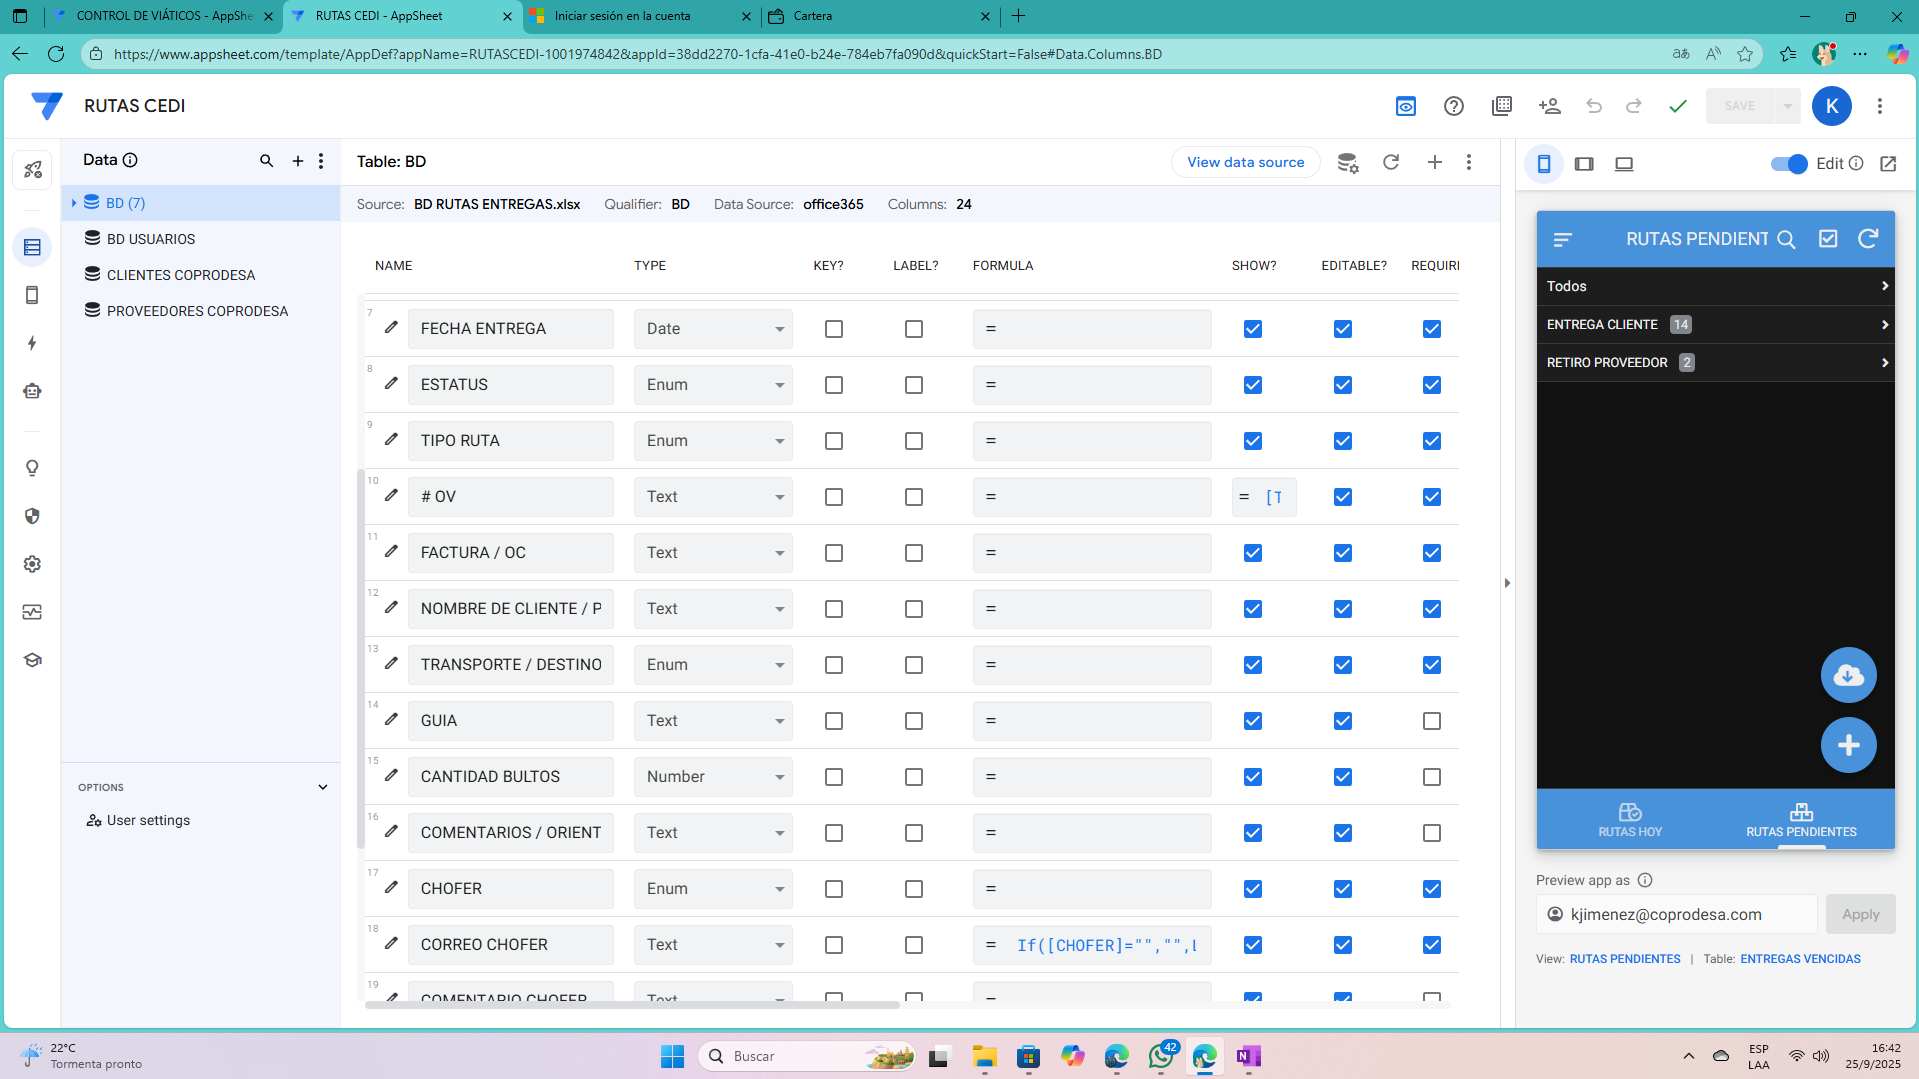 CONTROL DE VIÁTICOS - AppShe
RUTAS CEDI - AppSheet
Iniciar sesión en la cuenta
Cartera
https://www.appsheet.com/template/AppDef?appName=RUTASCEDI-1001974842&appId=38dd2270-1cfa-41e0-b24e-784eb7fa090d&quickStart=False#Data.Columns.BD
RUTAS CEDI
SAVE
K
Data
BD (7)
BD USUARIOS
CLIENTES COPRODESA
PROVEEDORES COPRODESA
OPTIONS
User settings
Table: BD
View data source
Source: BD RUTAS ENTREGAS.xlsx Qualifier: BD Data Source: office365 Columns: 24
NAME TYPE KEY? LABEL? FORMULA SHOW? EDITABLE? REQUIRI
7 FECHA ENTREGA Date =
8 ESTATUS Enum =
9 TIPO RUTA Enum =
10 # OV Text = = [T
11 FACTURA / OC Text =
12 NOMBRE DE CLIENTE / P Text =
13 TRANSPORTE / DESTINO Enum =
14 GUIA Text =
15 CANTIDAD BULTOS Number =
16 COMENTARIOS / ORIENT Text =
17 CHOFER Enum =
18 CORREO CHOFER Text = If([CHOFER]="","",L
19 COMENTARIO CHOFER Text =
Edit
RUTAS PENDIENT
Todos
ENTREGA CLIENTE 14
RETIRO PROVEEDOR 2
RUTAS HOY
RUTAS PENDIENTES
Preview app as
kjimenez@coprodesa.com
Apply
View: RUTAS PENDIENTES | Table: ENTREGAS VENCIDAS
22°C
Tormenta pronto
Buscar
42
ESP
LAA
16:42
25/9/2025